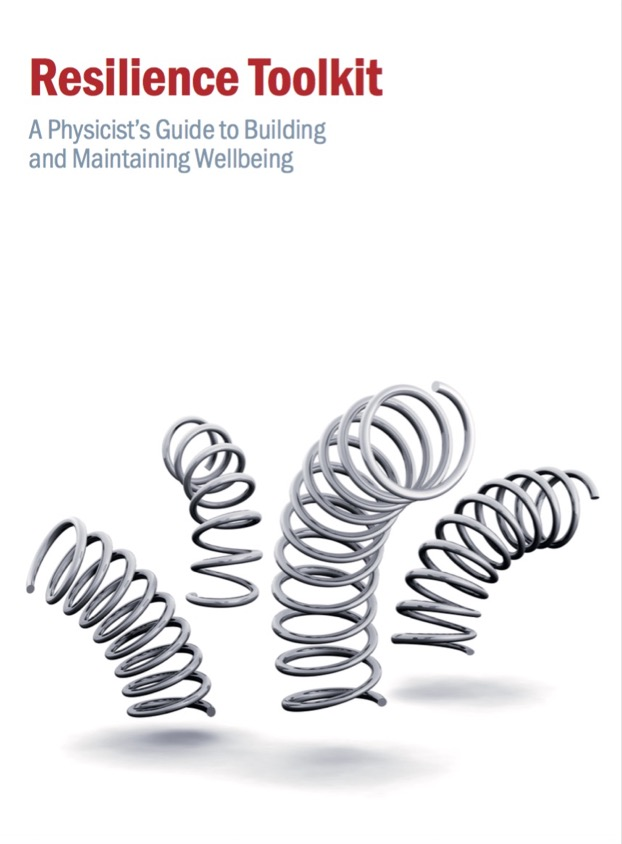 Resilience Toolkit
A Physicist’s Guide to Building
and Maintaining Wellbeing